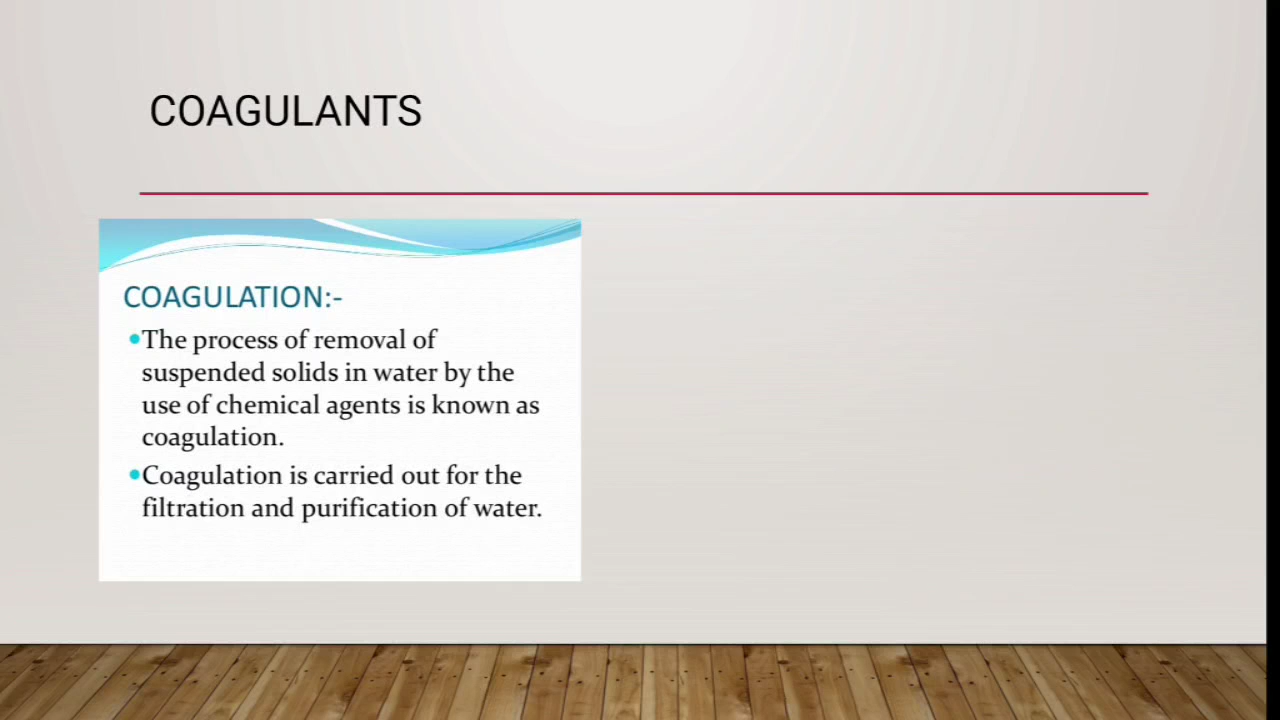 COAGULANTS
COAGULATION:-
•The process of removal of
suspended solids in water by the
use of chemical agents is known as
coagulation.
•Coagulation is carried out for the
filtration and purification of water.